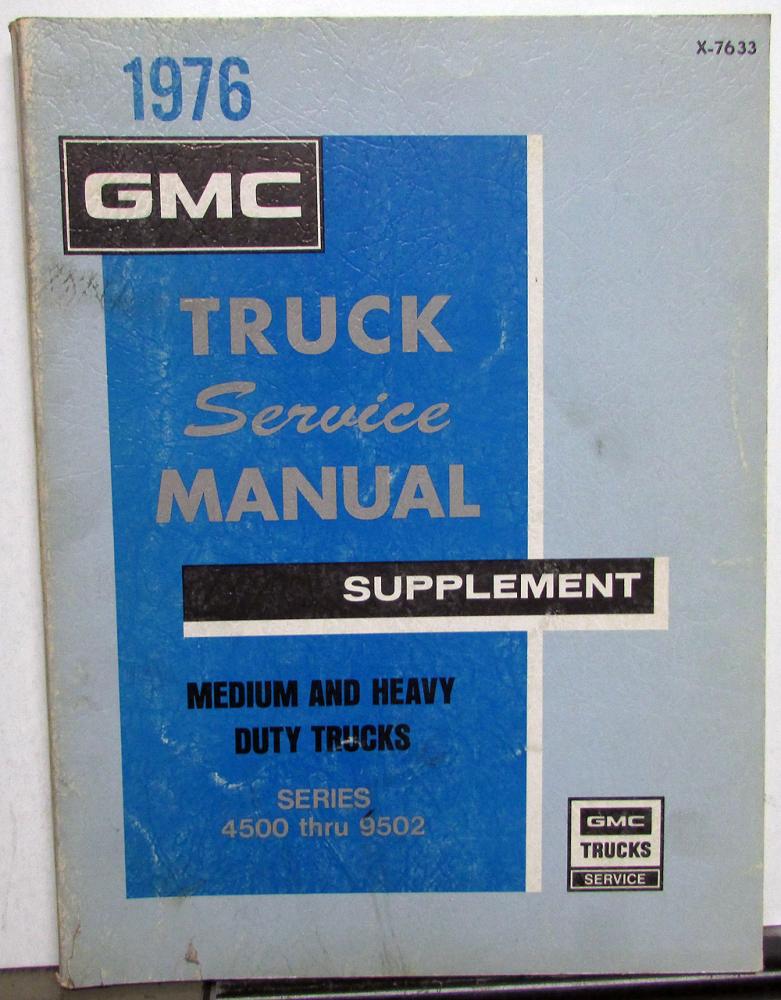 X-7633
1976
GMC
TRUCK
Service
MANUAL
SUPPLEMENT
MEDIUM AND HEAVY
DUTY TRUCKS
SERIES
4500 thru 9502
GMC
TRUCKS
SERVICE